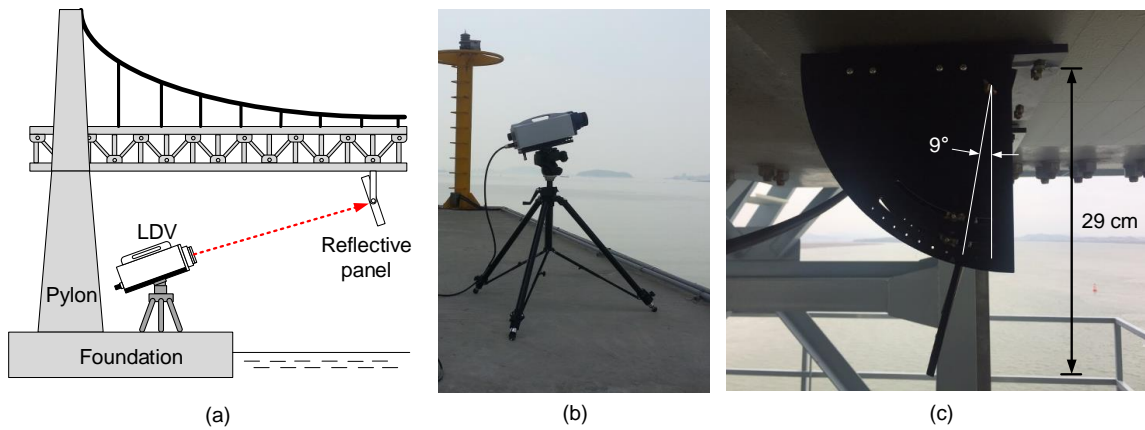 LDV
Reflective
panel
Pylon
Foundation
9°
29 cm
(a)
(b)
(c)